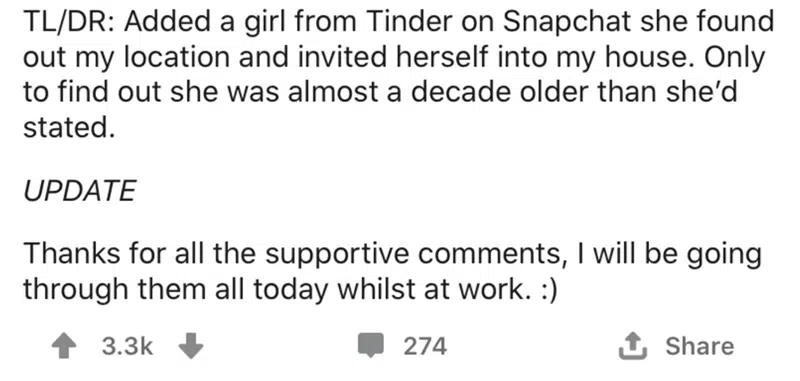 TL/DR: Added a girl from Tinder on Snapchat she found
out my location and invited herself into my house. Only
to find out she was almost a decade older than she’d
stated.
UPDATE
Thanks for all the supportive comments, I will be going
through them all today whilst at work. :)
3.3k 274 Share